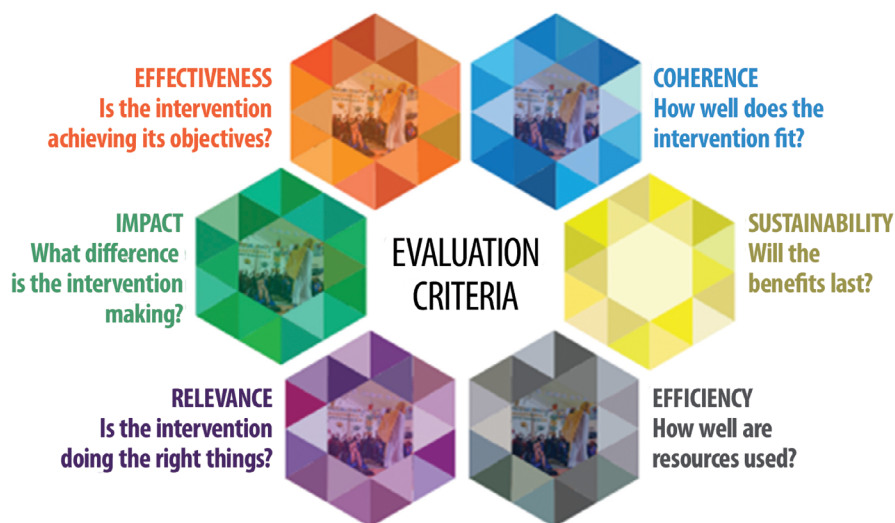 EFFECTIVENESS
Is the intervention
achieving its objectives?
COHERENCE
How well does the
intervention fit?
IMPACT
What difference
is the intervention
making?
EVALUATION
CRITERIA
SUSTAINABILITY
Will the
benefits last?
RELEVANCE
Is the intervention
doing the right things?
EFFICIENCY
How well are
resources used?